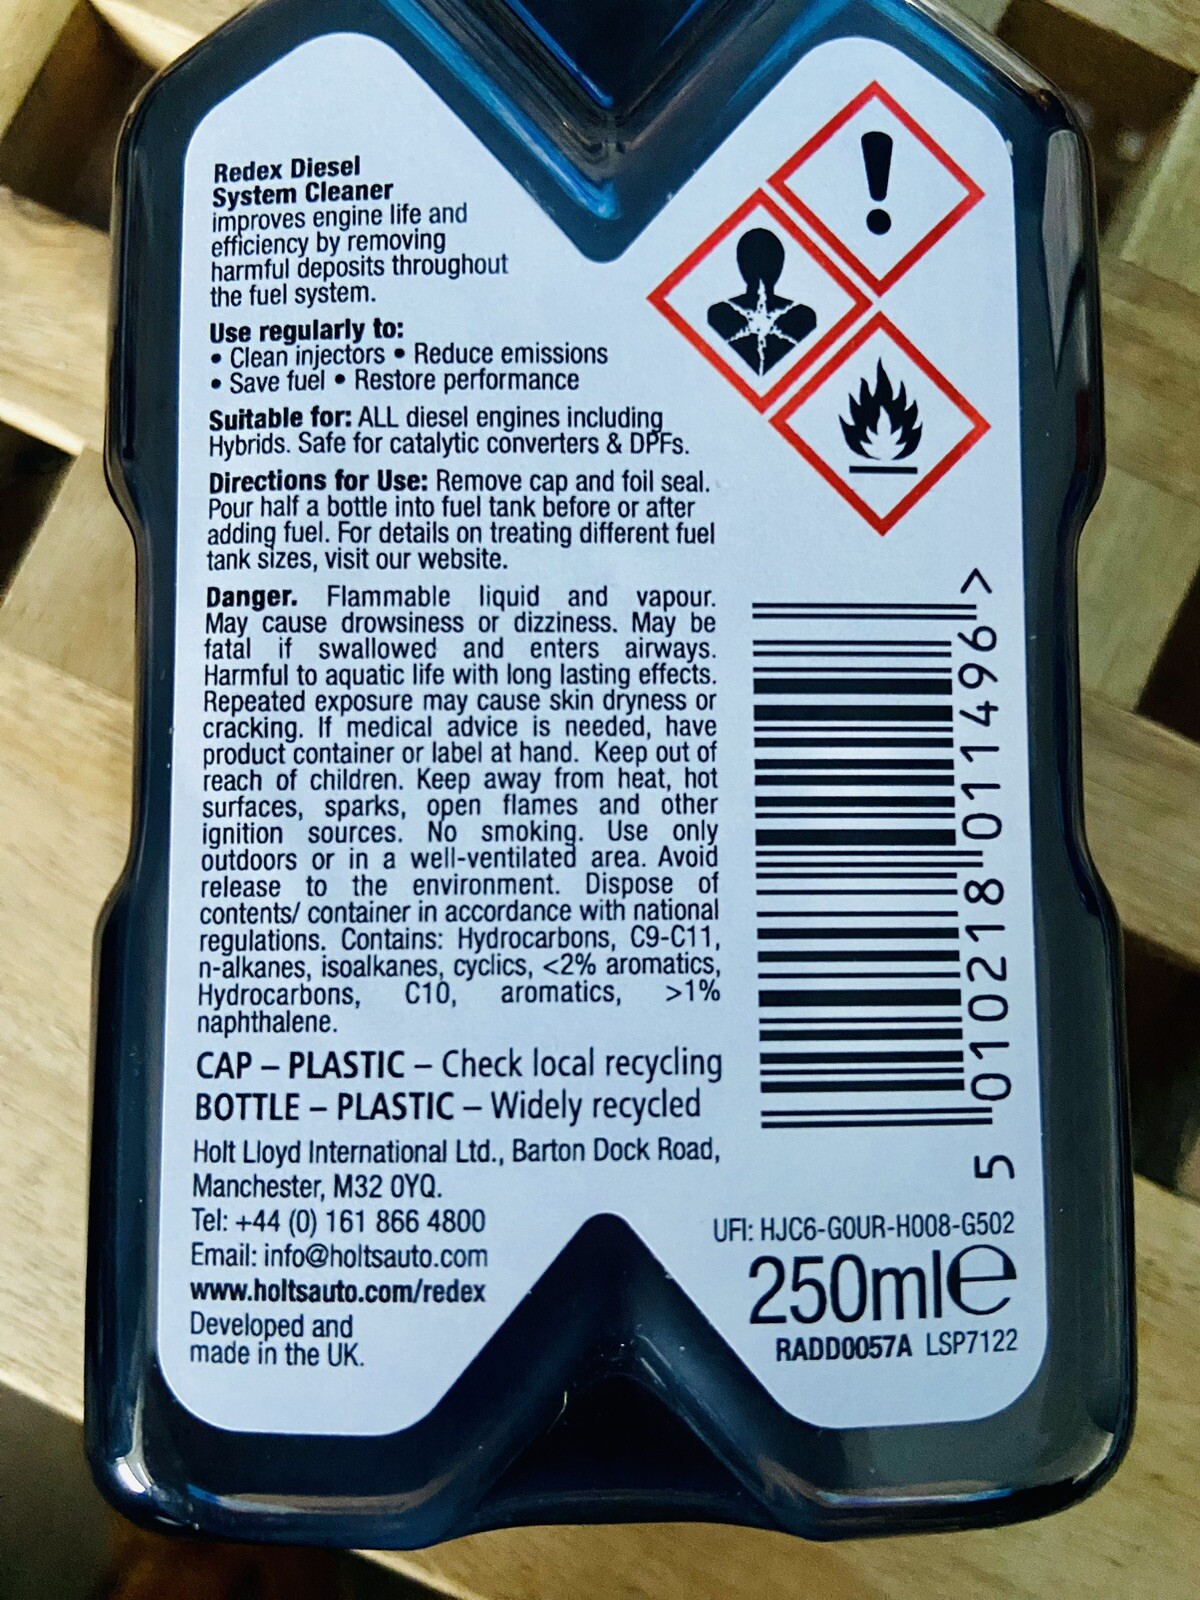 Redex Diesel
System Cleaner
improves engine life and
efficiency by removing
harmful deposits throughout
the fuel system.
Use regularly to:
• Clean injectors • Reduce emissions
• Save fuel • Restore performance
Suitable for: ALL diesel engines including
Hybrids. Safe for catalytic converters & DPFs.
Directions for Use: Remove cap and foil seal.
Pour half a bottle into fuel tank before or after
adding fuel. For details on treating different fuel
tank sizes, visit our website.
Danger. Flammable liquid and vapour.
May cause drowsiness or dizziness. May be
fatal if swallowed and enters airways.
Harmful to aquatic life with long lasting effects.
Repeated exposure may cause skin dryness or
cracking. If medical advice is needed, have
product container or label at hand. Keep out of
reach of children. Keep away from heat, hot
surfaces, sparks, open flames and other
ignition sources. No smoking. Use only
outdoors or in a well-ventilated area. Avoid
release to the environment. Dispose of
contents/ container in accordance with national
regulations. Contains: Hydrocarbons, C9-C11,
n-alkanes, isoalkanes, cyclics, <2% aromatics,
Hydrocarbons, C10, aromatics, >1%
naphthalene.
CAP – PLASTIC – Check local recycling
BOTTLE – PLASTIC – Widely recycled
Holt Lloyd International Ltd., Barton Dock Road,
Manchester, M32 0YQ.
Tel: +44 (0) 161 866 4800
Email: info@holtsauto.com
www.holtsauto.com/redex
Developed and
made in the UK.
5 010218 011496 >
UFI: HJC6-G0UR-H008-G502
250ml℮
RADD0057A LSP7122